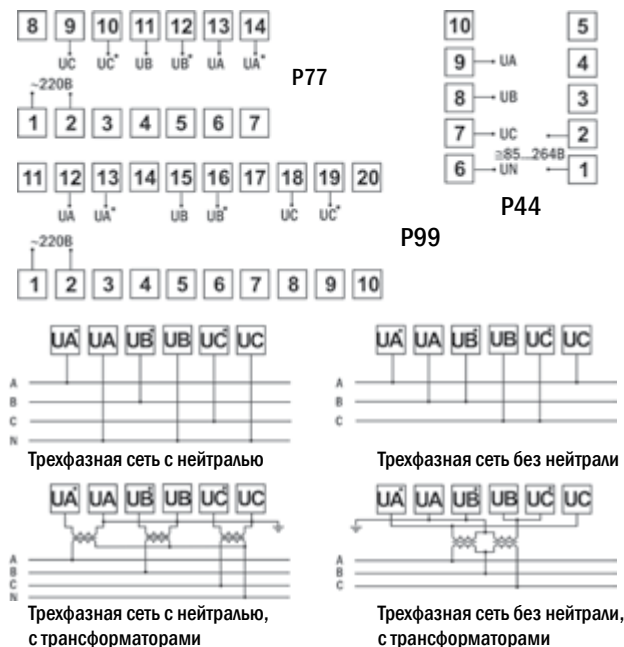 8 9 10 11 12 13 14
UC UC* UB UB* UA UA*
P77
~220В
1 2 3 4 5 6 7
10 5
9 UA 4
8 UB 3
7 UC 2
≅85...264В
6 UN 1
P44
11 12 13 14 15 16 17 18 19 20
UA UA* UB UB* UC UC*
P99
~220В
1 2 3 4 5 6 7 8 9 10
UA* UA UB* UB UC* UC
A
B
C
N
Трехфазная сеть с нейтралью
UA* UA UB* UB UC* UC
A
B
C
Трехфазная сеть без нейтрали
UA* UA UB* UB UC* UC
A
B
C
N
Трехфазная сеть с нейтралью,
с трансформаторами
UA* UA UB* UB UC* UC
A
B
C
Трехфазная сеть без нейтрали,
с трансформаторами